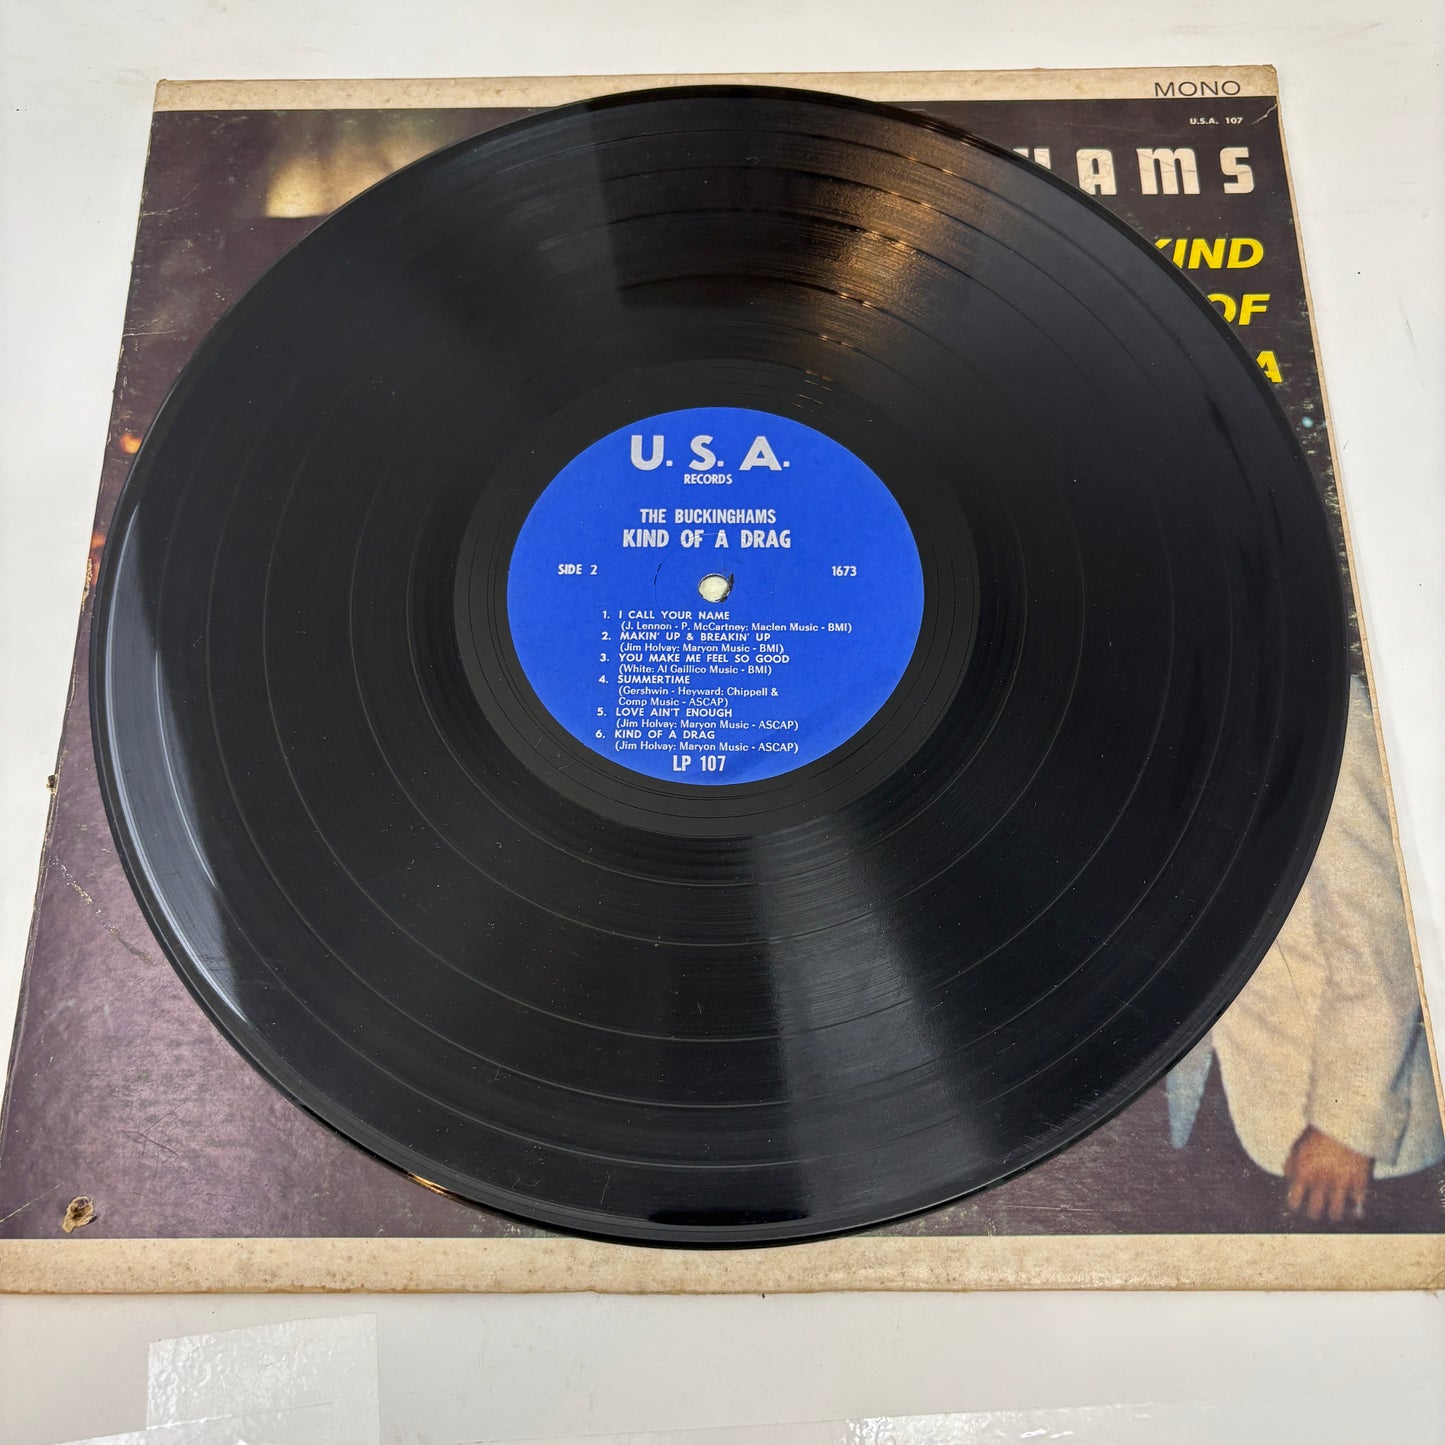 MONO
U.S.A. 107
HAMS
KIND
OF
A
U. S. A.
RECORDS
THE BUCKINGHAMS
KIND OF A DRAG
SIDE 2 1673
1. I CALL YOUR NAME
(J. Lennon - P. McCartney: Maclen Music - BMI)
2. MAKIN' UP & BREAKIN' UP
(Jim Holvay: Maryon Music - BMI)
3. YOU MAKE ME FEEL SO GOOD
(White: Al Gaillico Music - BMI)
4. SUMMERTIME
(Gershwin - Heyward: Chippell &
Comp Music - ASCAP)
5. LOVE AIN'T ENOUGH
(Jim Holvay: Maryon Music - ASCAP)
6. KIND OF A DRAG
(Jim Holvay: Maryon Music - ASCAP)
LP 107